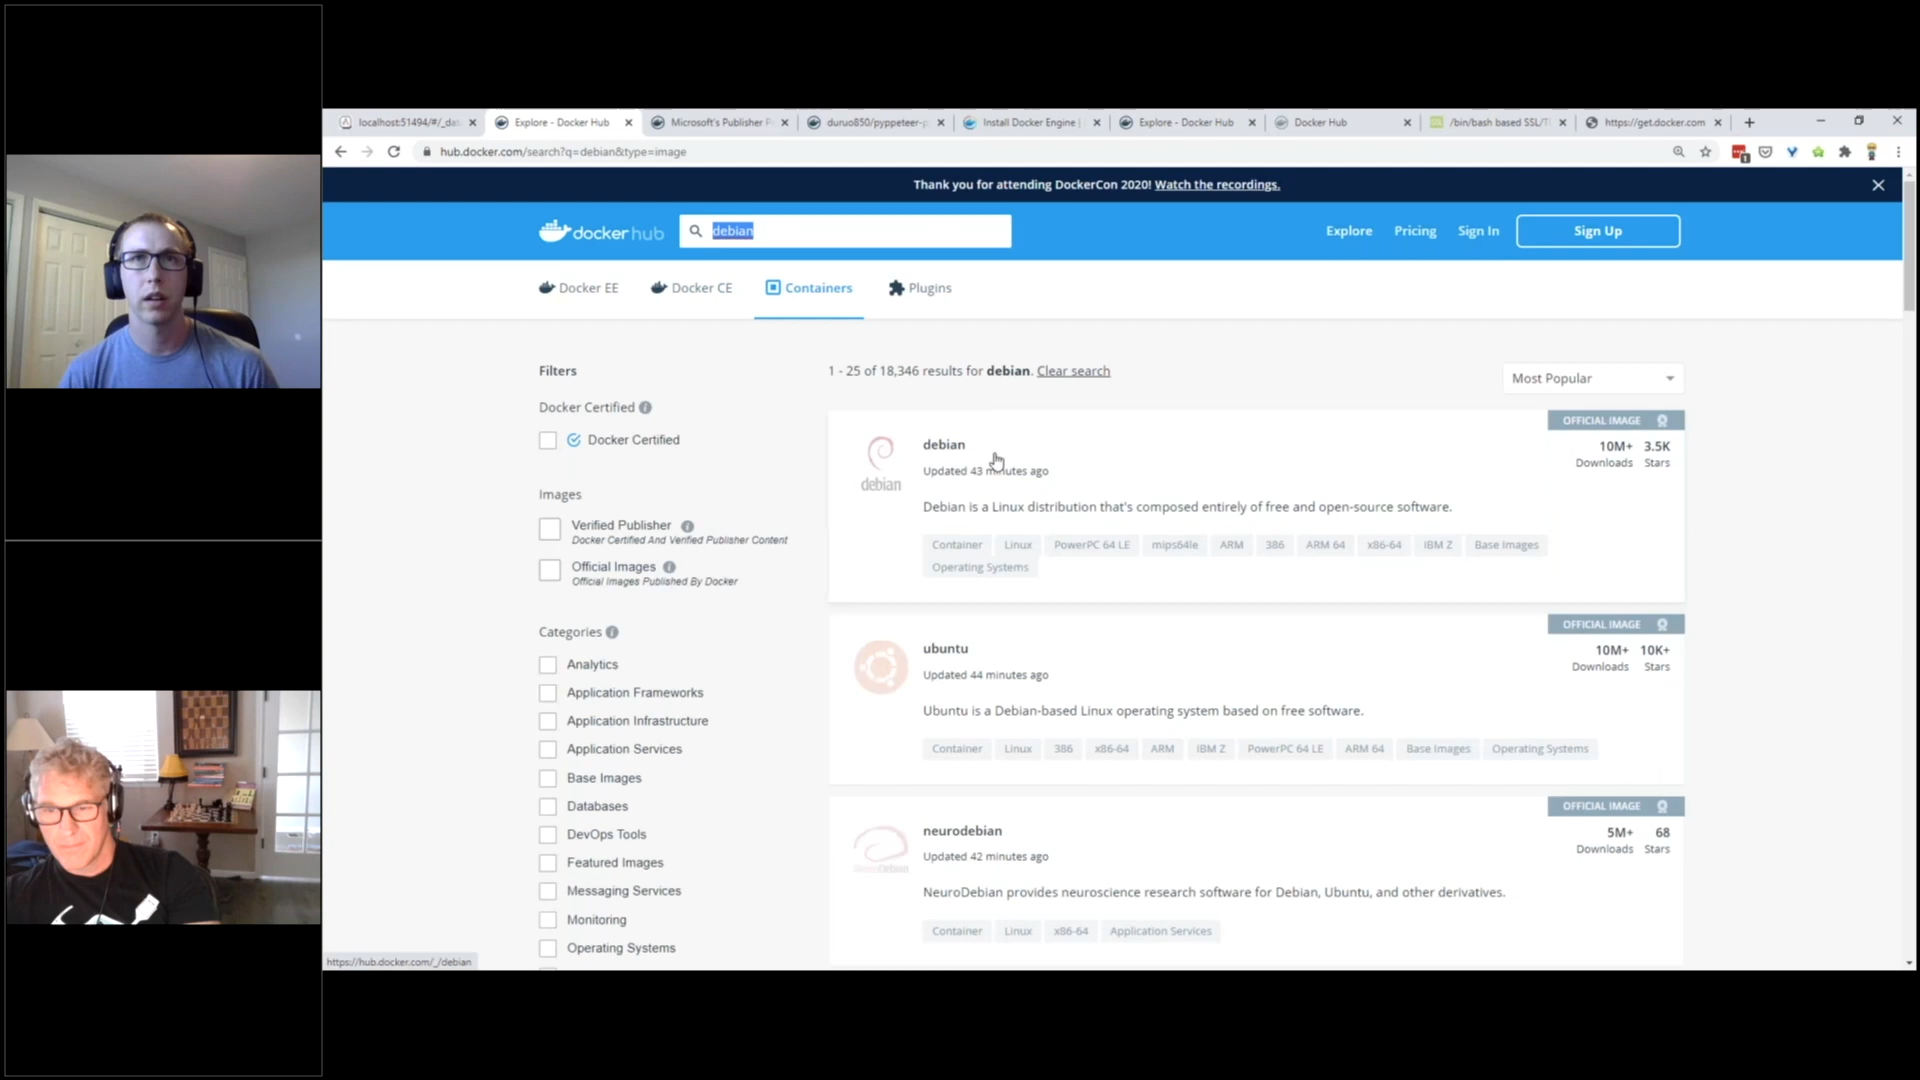 localhost:51494/#/_da
Explore - Docker Hub
Microsoft's Publisher P
duruo850/pyppeteer-p
Install Docker Engine
Explore - Docker Hub
Docker Hub
/bin/bash based SSL/T
https://get.docker.com
hub.docker.com/search?q=debian&type=image
Thank you for attending DockerCon 2020! Watch the recordings.
docker hub
debian
Explore
Pricing
Sign In
Sign Up
Docker EE
Docker CE
Containers
Plugins
Filters
1 - 25 of 18,346 results for debian. Clear search
Most Popular
Docker Certified
Docker Certified
Images
Verified Publisher
Docker Certified And Verified Publisher Content
Official Images
Official Images Published By Docker
Categories
Analytics
Application Frameworks
Application Infrastructure
Application Services
Base Images
Databases
DevOps Tools
Featured Images
Messaging Services
Monitoring
Operating Systems
OFFICIAL IMAGE
debian
debian
10M+ 3.5K
Updated 43 minutes ago
Downloads Stars
Debian is a Linux distribution that's composed entirely of free and open-source software.
Container Linux PowerPC 64 LE mips64le ARM 386 ARM 64 x86-64 IBM Z Base Images
Operating Systems
OFFICIAL IMAGE
ubuntu
10M+ 10K+
Updated 44 minutes ago
Downloads Stars
Ubuntu is a Debian-based Linux operating system based on free software.
Container Linux 386 x86-64 ARM IBM Z PowerPC 64 LE ARM 64 Base Images Operating Systems
OFFICIAL IMAGE
neurodebian
5M+ 68
Updated 42 minutes ago
Downloads Stars
NeuroDebian provides neuroscience research software for Debian, Ubuntu, and other derivatives.
Container Linux x86-64 Application Services
https://hub.docker.com/_/debian